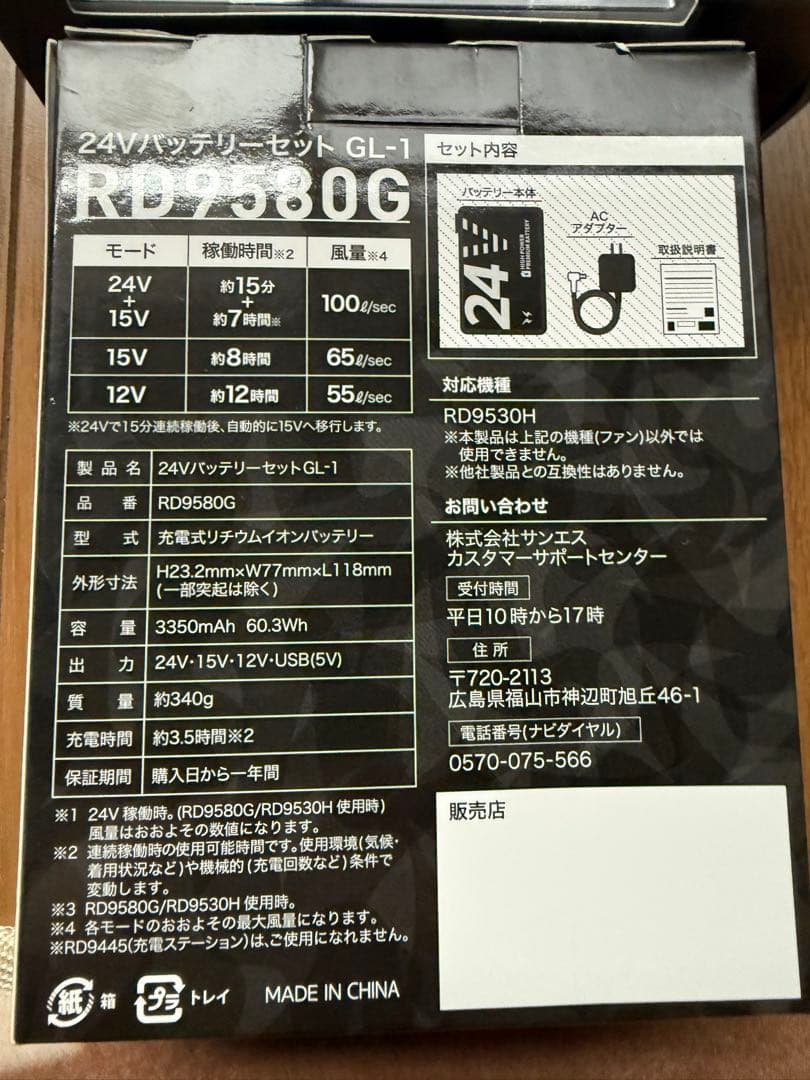 24Vバッテリーセット GL-1
RD9580G
モード 稼働時間※2 風量※4
24V+15V 約15分+約7時間※ 100ℓ/sec
15V 約8時間 65ℓ/sec
12V 約12時間 55ℓ/sec
※24Vで15分連続稼働後、自動的に15Vへ移行します。
製品名 24VバッテリーセットGL-1
品番 RD9580G
型式 充電式リチウムイオンバッテリー
外形寸法 H23.2mm×W77mm×L118mm
(一部突起は除く)
容量 3350mAh 60.3Wh
出力 24V・15V・12V・USB(5V)
質量 約340g
充電時間 約3.5時間※2
保証期間 購入日から一年間
※1 24V 稼働時。(RD9580G/RD9530H 使用時)
風量はおおよその数値になります。
※2 連続稼働時の使用可能時間です。使用環境(気候・
着用状況など)や機械的(充電回数など)条件で
変動します。
※3 RD9580G/RD9530H 使用時。
※4 各モードのおおよその最大風量になります。
※RD9445(充電ステーション)は、ご使用になれません。
紙 箱 プラ トレイ MADE IN CHINA
セット内容
バッテリー本体
AC
アダプター
取扱説明書
24V
HIGH POWER
PREMIUM BATTERY
対応機種
RD9530H
※本製品は上記の機種(ファン)以外では
使用できません。
※他社製品との互換性はありません。
お問い合わせ
株式会社サンエス
カスタマーサポートセンター
受付時間
平日10時から17時
住所
〒720-2113
広島県福山市神辺町旭丘46-1
電話番号(ナビダイヤル)
0570-075-566
販売店